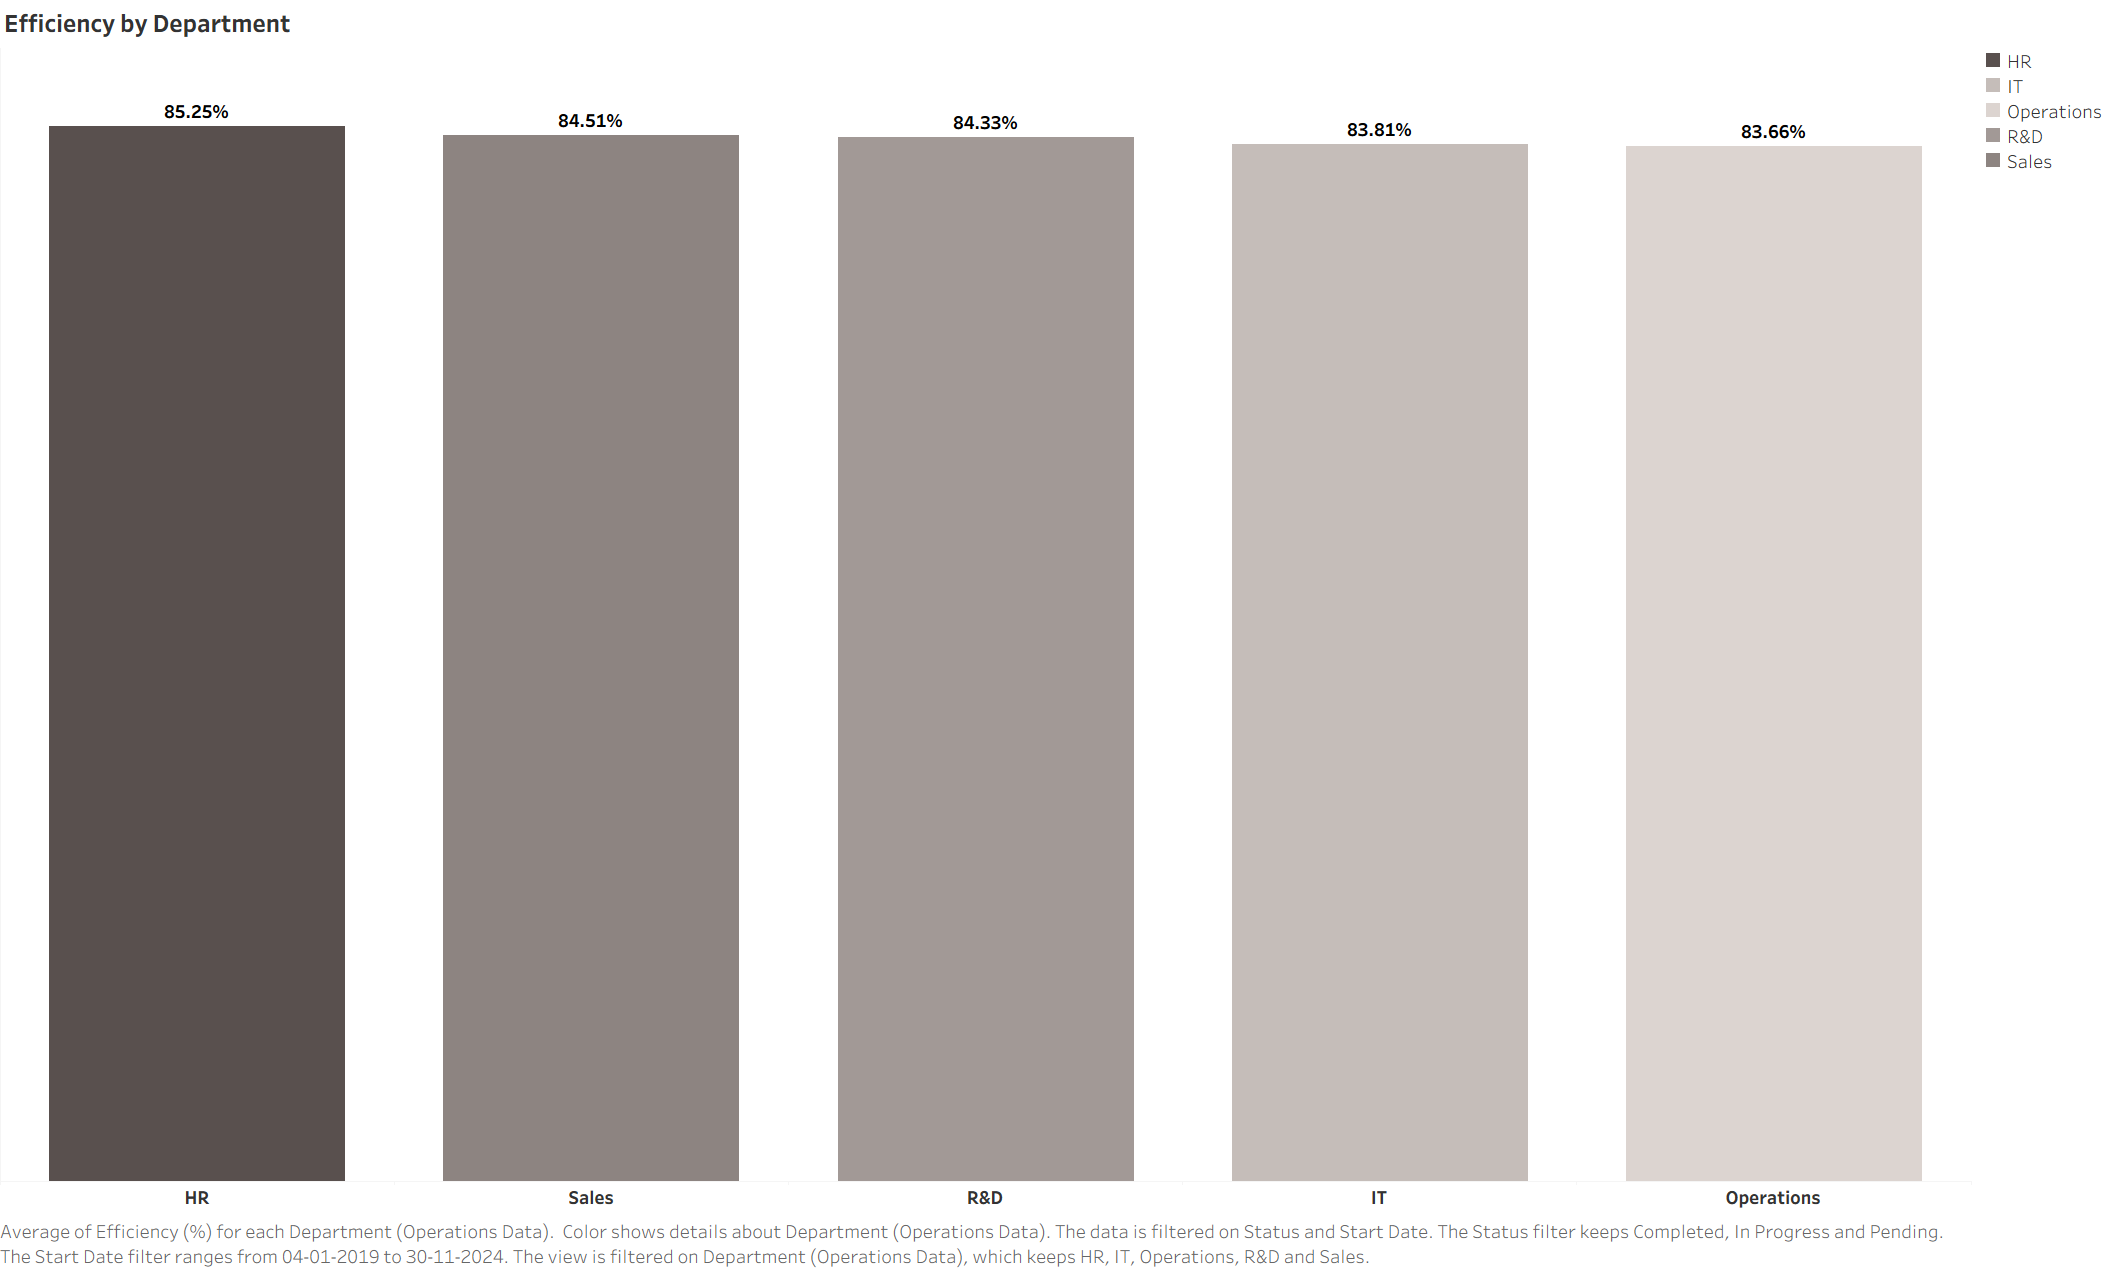 Efficiency by Department
HR
IT
Operations
R&D
Sales
85.25%
84.51%
84.33%
83.81%
83.66%
HR
Sales
R&D
IT
Operations
Average of Efficiency (%) for each Department (Operations Data).  Color shows details about Department (Operations Data). The data is filtered on Status and Start Date. The Status filter keeps Completed, In Progress and Pending.
The Start Date filter ranges from 04-01-2019 to 30-11-2024. The view is filtered on Department (Operations Data), which keeps HR, IT, Operations, R&D and Sales.